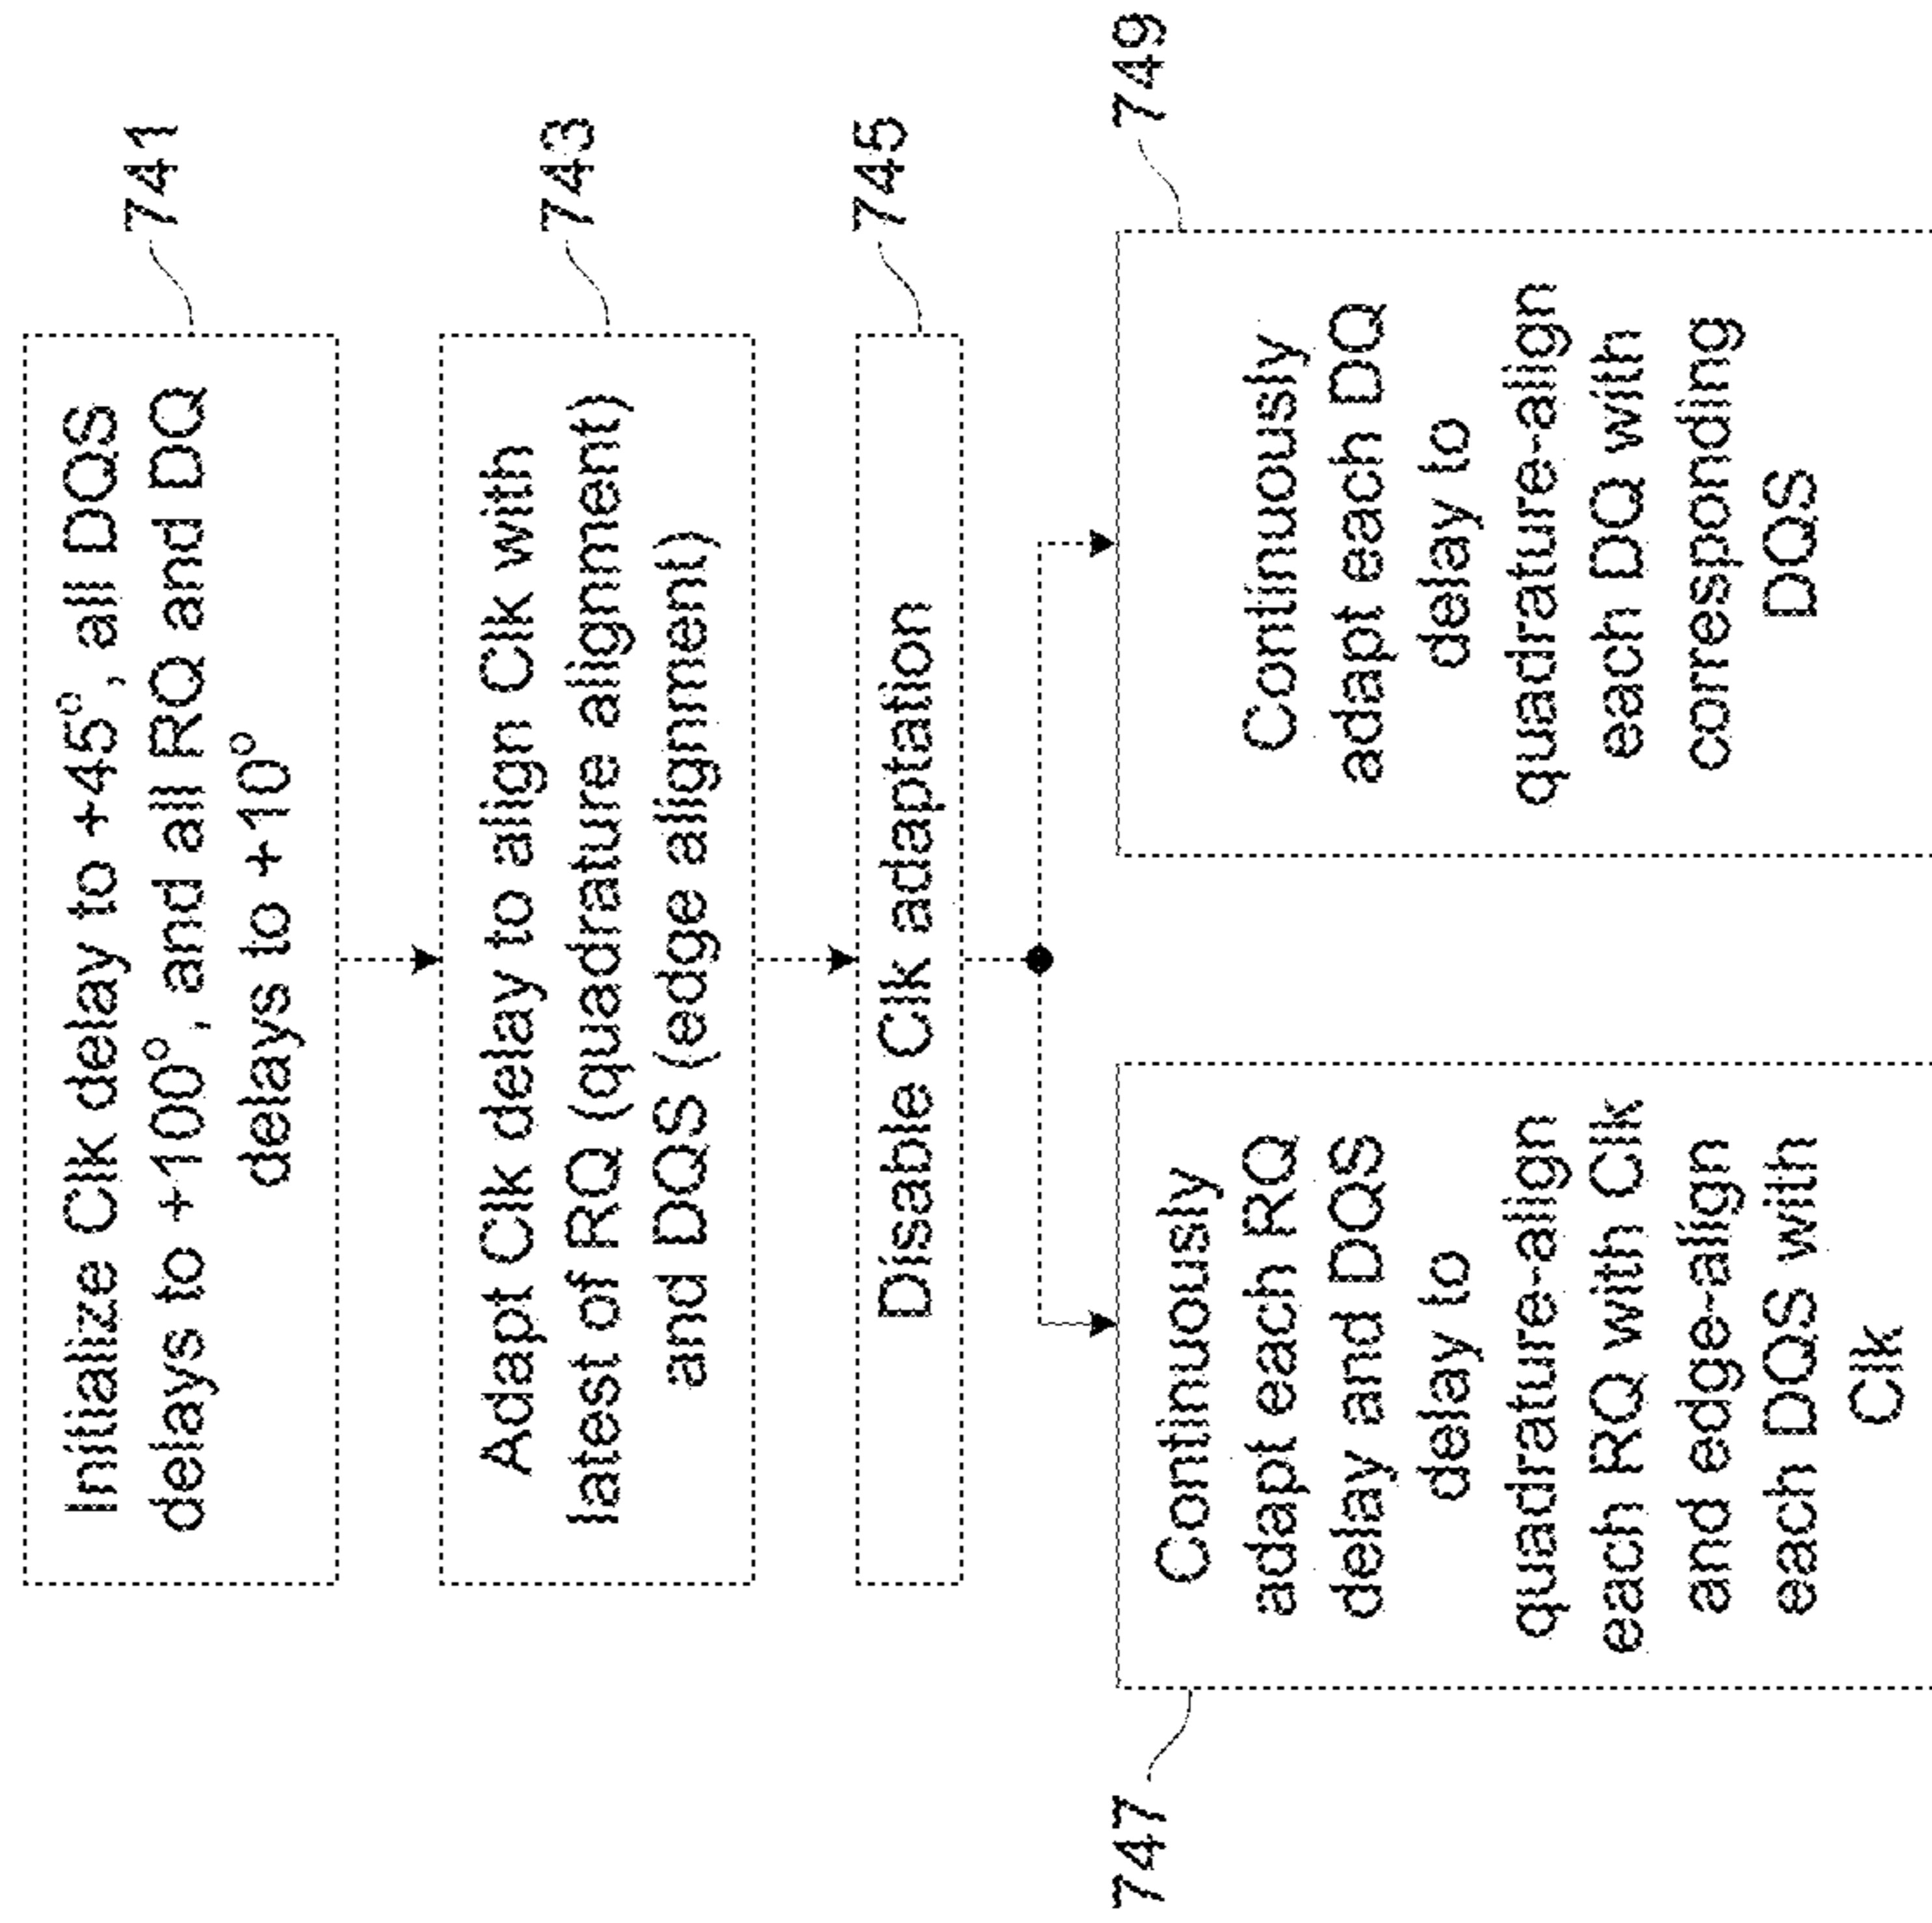 Initialize Clk delay to +45°, all DQS
delays to +100°, and all RQ and DQ
delays to +10°
741
Adapt Clk delay to align Clk with
latest of RQ (quadrature alignment)
and DQS (edge alignment)
743
Disable Clk adaptation
745
747
Continuously
adapt each RQ
delay and DQS
delay to
quadrature-align
each RQ with Clk
and edge-align
each DQS with
Clk
Continuously
adapt each DQ
delay to
quadrature-align
each DQ with
corresponding
DQS
749